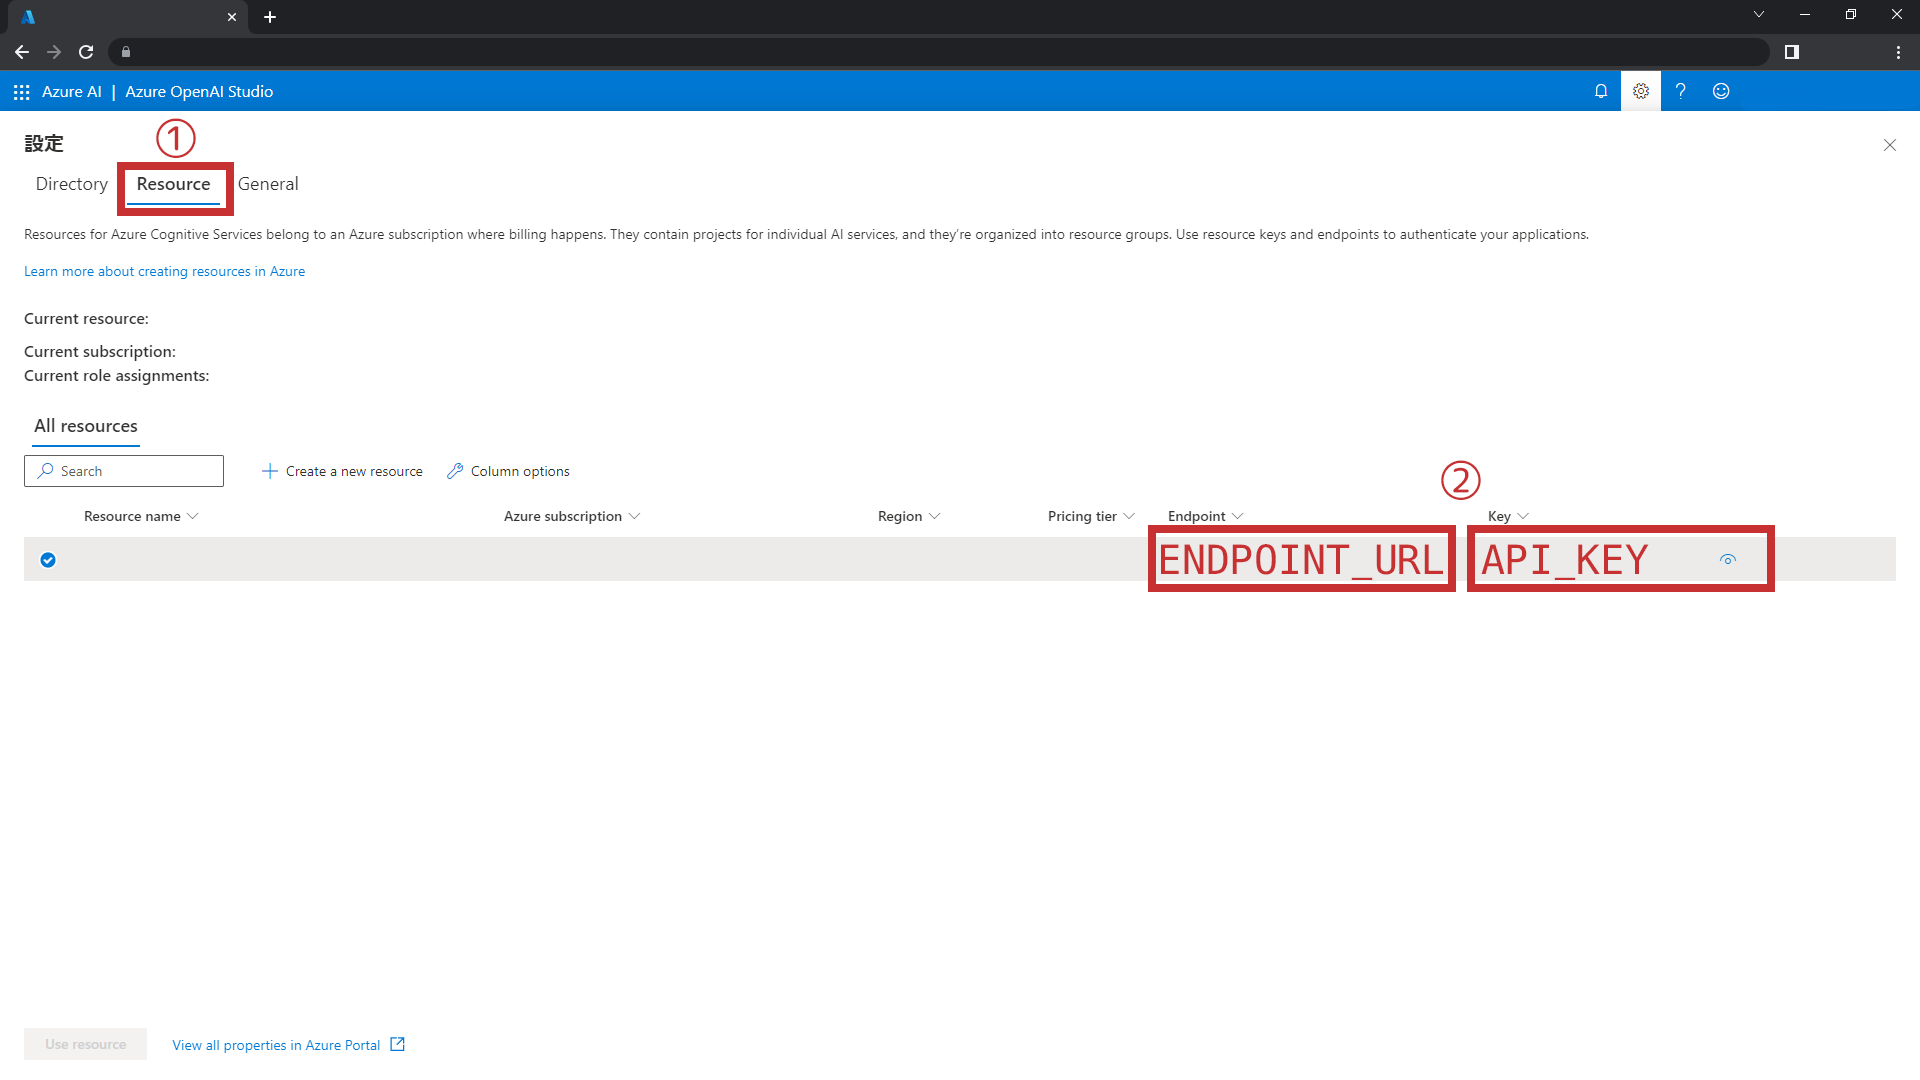 Azure AI | Azure OpenAI Studio
設定
①
Directory Resource General
Resources for Azure Cognitive Services belong to an Azure subscription where billing happens. They contain projects for individual AI services, and they’re organized into resource groups. Use resource keys and endpoints to authenticate your applications.
Learn more about creating resources in Azure
Current resource:
Current subscription:
Current role assignments:
All resources
Search Create a new resource Column options
②
Resource name Azure subscription Region Pricing tier Endpoint Key
ENDPOINT_URL API_KEY
Use resource View all properties in Azure Portal